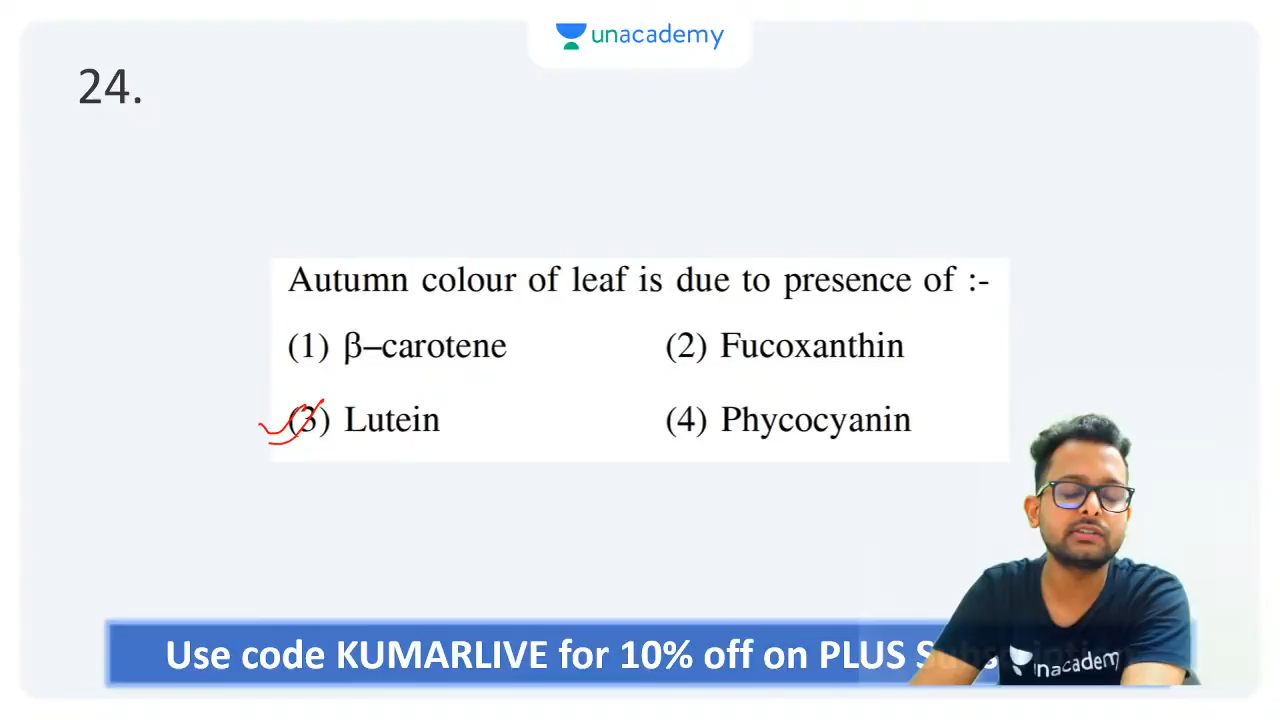 unacademy
24.
Autumn colour of leaf is due to presence of :-
(1) β–carotene (2) Fucoxanthin
(3) Lutein (4) Phycocyanin
Use code KUMARLIVE for 10% off on PLUS Subscription
unacademy